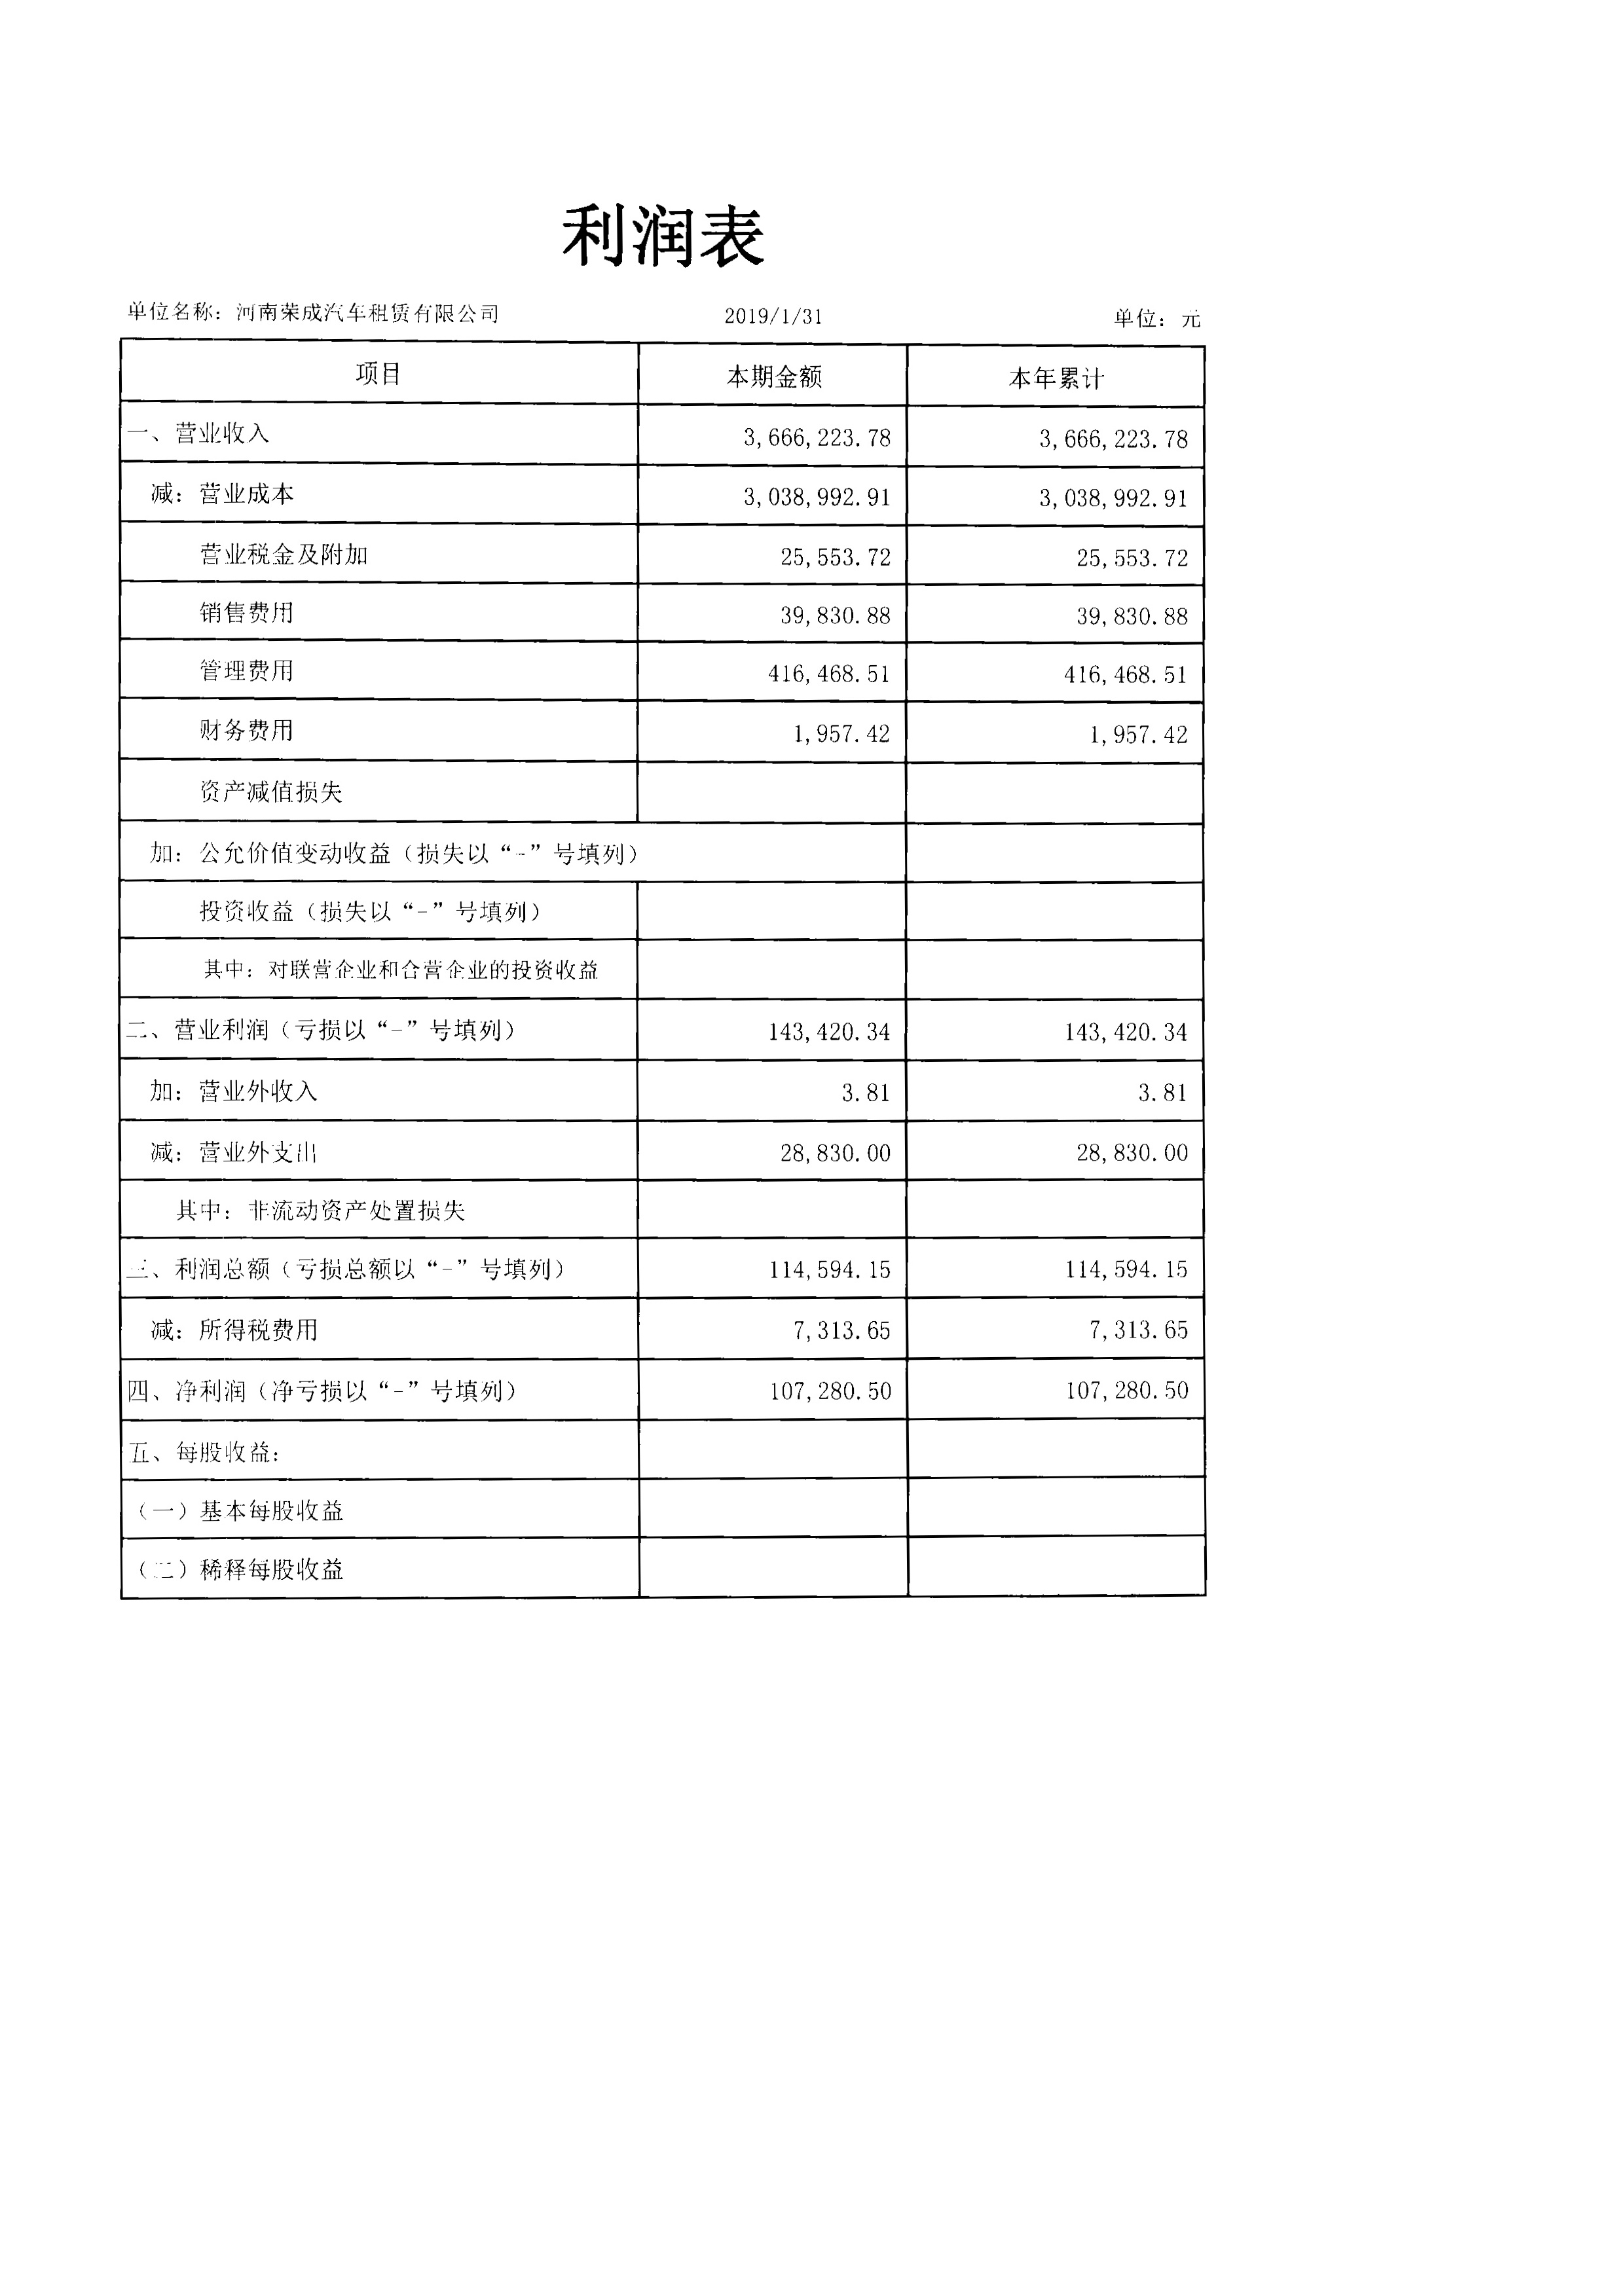 利润表
单位名称：河南荣成汽车租赁有限公司 2019/1/31 单位：元
项目 本期金额 本年累计
一、营业收入 3,666,223.78 3,666,223.78
减：营业成本 3,038,992.91 3,038,992.91
营业税金及附加 25,553.72 25,553.72
销售费用 39,830.88 39,830.88
管理费用 416,468.51 416,468.51
财务费用 1,957.42 1,957.42
资产减值损失
加：公允价值变动收益（损失以“-”号填列）
投资收益（损失以“-”号填列）
其中：对联营企业和合营企业的投资收益
二、营业利润（亏损以“-”号填列） 143,420.34 143,420.34
加：营业外收入 3.81 3.81
减：营业外支出 28,830.00 28,830.00
其中：非流动资产处置损失
三、利润总额（亏损总额以“-”号填列） 114,594.15 114,594.15
减：所得税费用 7,313.65 7,313.65
四、净利润（净亏损以“-”号填列） 107,280.50 107,280.50
五、每股收益：
（一）基本每股收益
（二）稀释每股收益